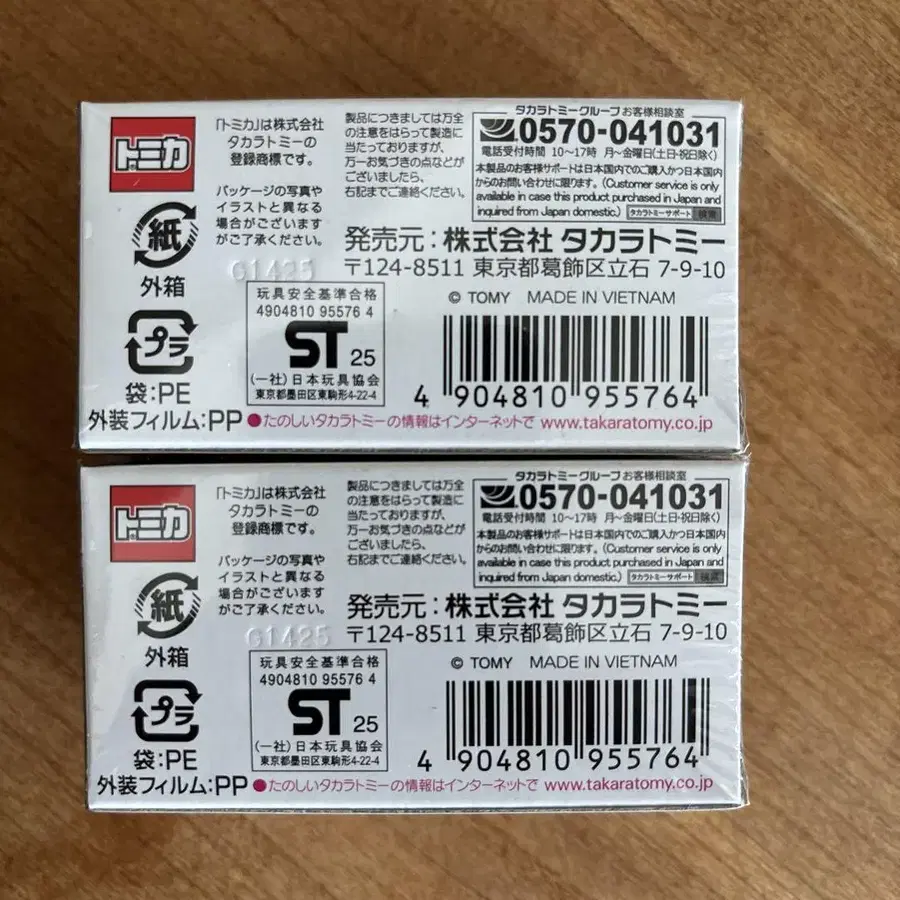 トミカ
「トミカ」は株式会社
タカラトミーの
登録商標です。
パッケージの写真や
イラストと異なる
場合がございます
がご了承ください。
製品につきましては万全
の注意をはらって製造に
当たっておりますが、
万一お気づきの点などが
ございましたら、
右記までご連絡ください。
タカラトミーグループお客様相談室
0570-041031
電話受付時間 10〜17時 月〜金曜日(土日・祝日除く)
本製品のお客様サポートは日本国内でのご購入かつ日本国内
からのお問い合わせに限ります。(Customer service is only
available in case this product purchased in Japan and
inquired from Japan domestic.) タカラトミーサポート 検索
発売元:株式会社 タカラトミー
〒124-8511 東京都葛飾区立石 7-9-10
紙
外箱
G1425
© TOMY MADE IN VIETNAM
玩具安全基準合格
4904810 95576 4
ST 25
(一社)日本玩具協会
東京都墨田区東駒形4-22-4
プラ
袋:PE
外装フィルム:PP
4 904810 955764
●たのしいタカラトミーの情報はインターネットで www.takaratomy.co.jp
トミカ
「トミカ」は株式会社
タカラトミーの
登録商標です。
パッケージの写真や
イラストと異なる
場合がございます
がご了承ください。
製品につきましては万全
の注意をはらって製造に
当たっておりますが、
万一お気づきの点などが
ございましたら、
右記までご連絡ください。
タカラトミーグループお客様相談室
0570-041031
電話受付時間 10〜17時 月〜金曜日(土日・祝日除く)
本製品のお客様サポートは日本国内でのご購入かつ日本国内
からのお問い合わせに限ります。(Customer service is only
available in case this product purchased in Japan and
inquired from Japan domestic.) タカラトミーサポート 検索
発売元:株式会社 タカラトミー
〒124-8511 東京都葛飾区立石 7-9-10
紙
外箱
G1425
© TOMY MADE IN VIETNAM
玩具安全基準合格
4904810 95576 4
ST 25
(一社)日本玩具協会
東京都墨田区東駒形4-22-4
プラ
袋:PE
外装フィルム:PP
4 904810 955764
●たのしいタカラトミーの情報はインターネットで www.takaratomy.co.jp